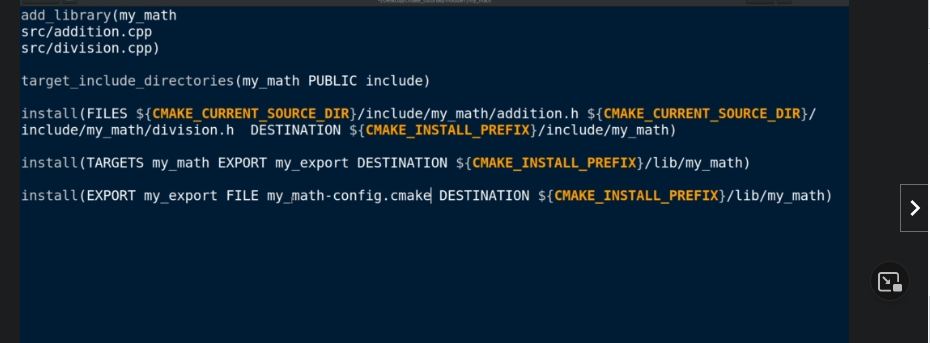 add_library(my_math
src/addition.cpp
src/division.cpp)
target_include_directories(my_math PUBLIC include)
install(FILES ${CMAKE_CURRENT_SOURCE_DIR}/include/my_math/addition.h ${CMAKE_CURRENT_SOURCE_DIR}/
include/my_math/division.h  DESTINATION ${CMAKE_INSTALL_PREFIX}/include/my_math)
install(TARGETS my_math EXPORT my_export DESTINATION ${CMAKE_INSTALL_PREFIX}/lib/my_math)
install(EXPORT my_export FILE my_math-config.cmake DESTINATION ${CMAKE_INSTALL_PREFIX}/lib/my_math)